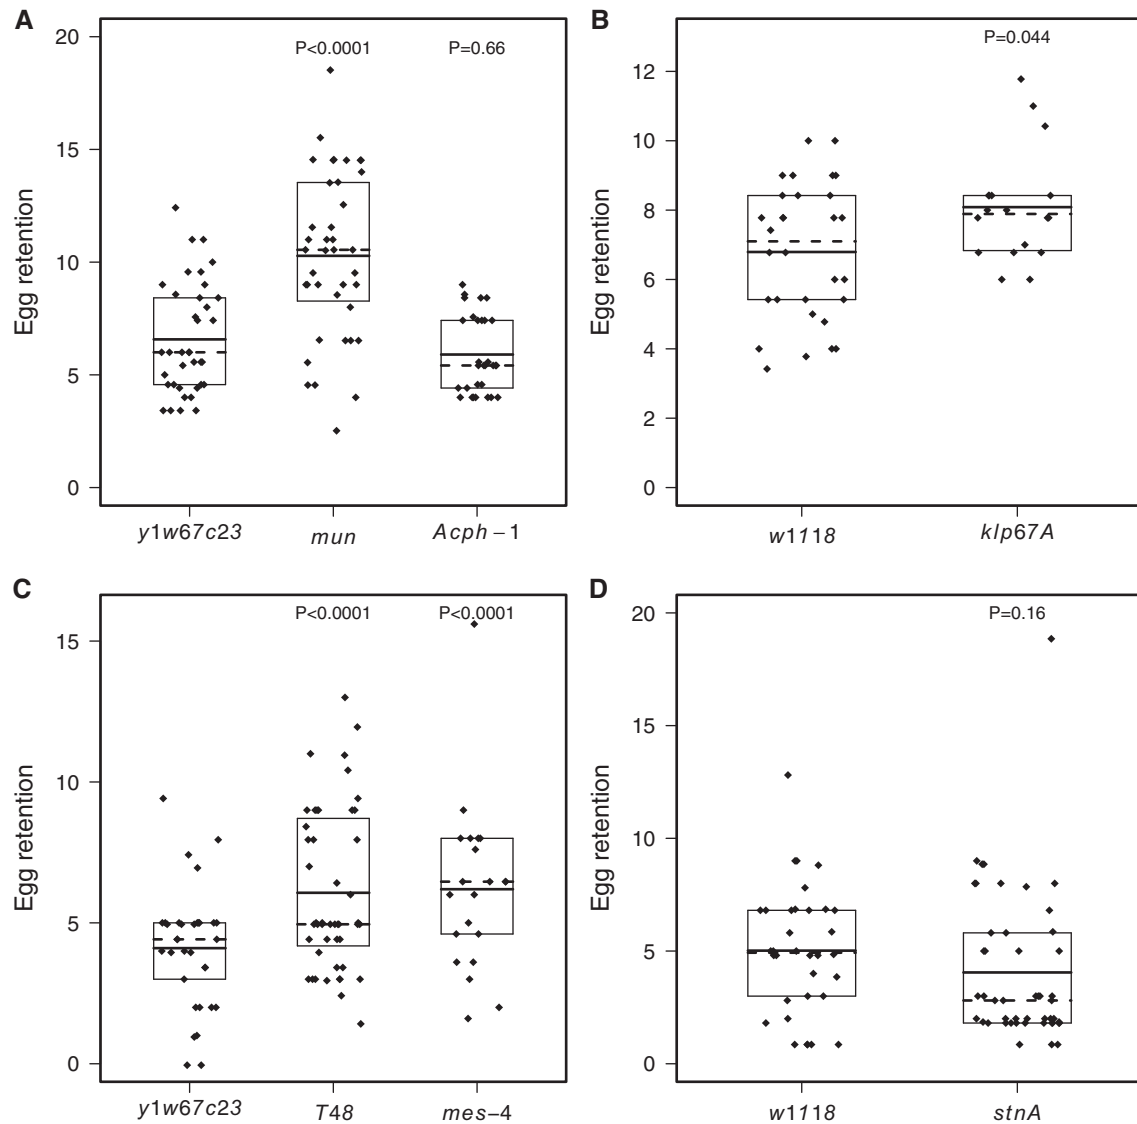 A
P<0.0001
P=0.66
20
15
10
5
0
Egg retention
y1w67c23
mun
Acph – 1
B
P=0.044
12
10
8
6
4
2
0
Egg retention
w1118
klp67A
C
P<0.0001
P<0.0001
15
10
5
0
Egg retention
y1w67c23
T48
mes–4
D
P=0.16
20
15
10
5
0
Egg retention
w1118
stnA